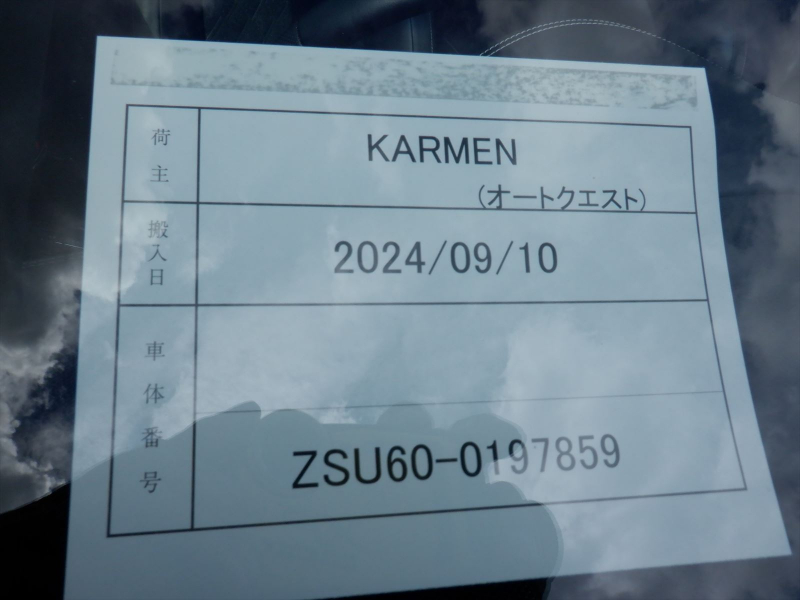 荷主
KARMEN
(オートクエスト)
搬入日
2024/09/10
車体番号
ZSU60-0197859